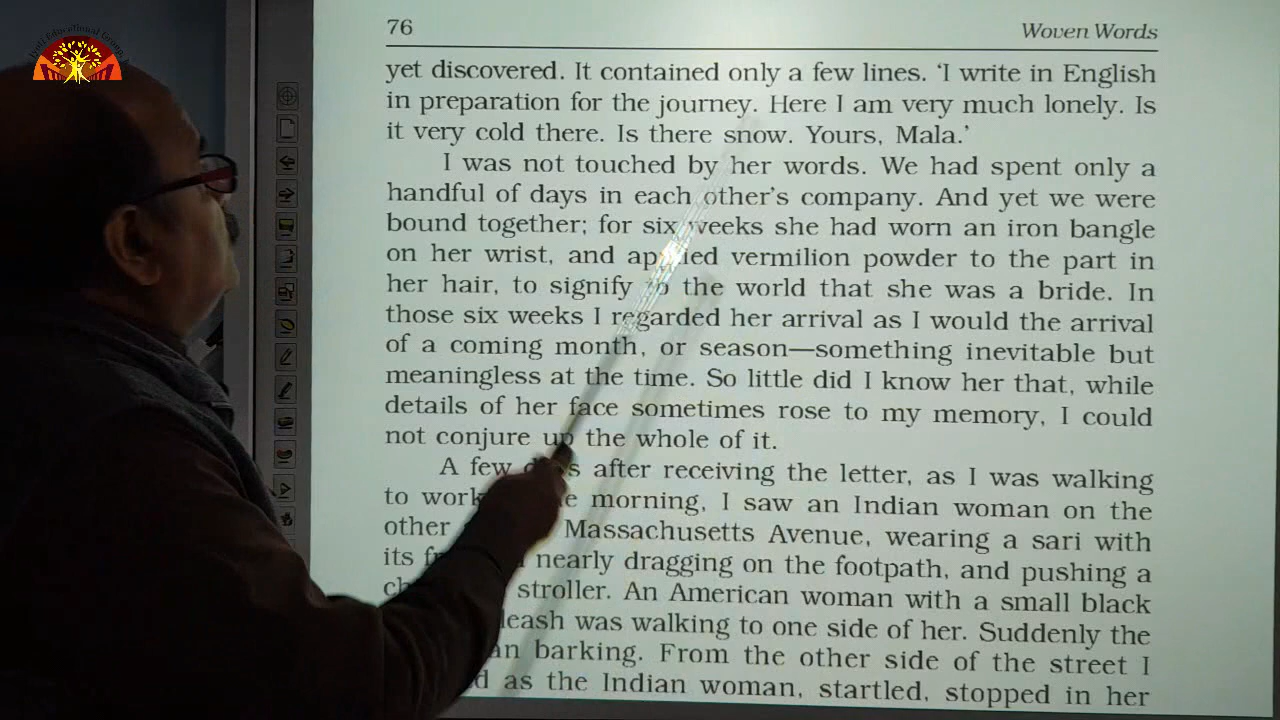 Jyoti Educational Group
76 Woven Words
yet discovered. It contained only a few lines. ‘I write in English
in preparation for the journey. Here I am very much lonely. Is
it very cold there. Is there snow. Yours, Mala.’
I was not touched by her words. We had spent only a
handful of days in each other’s company. And yet we were
bound together; for six weeks she had worn an iron bangle
on her wrist, and applied vermilion powder to the part in
her hair, to signify to the world that she was a bride. In
those six weeks I regarded her arrival as I would the arrival
of a coming month, or season—something inevitable but
meaningless at the time. So little did I know her that, while
details of her face sometimes rose to my memory, I could
not conjure up the whole of it.
A few days after receiving the letter, as I was walking
to work morning, I saw an Indian woman on the
other Massachusetts Avenue, wearing a sari with
its nearly dragging on the footpath, and pushing a
stroller. An American woman with a small black
leash was walking to one side of her. Suddenly the
barking. From the other side of the street I
as the Indian woman, startled, stopped in her